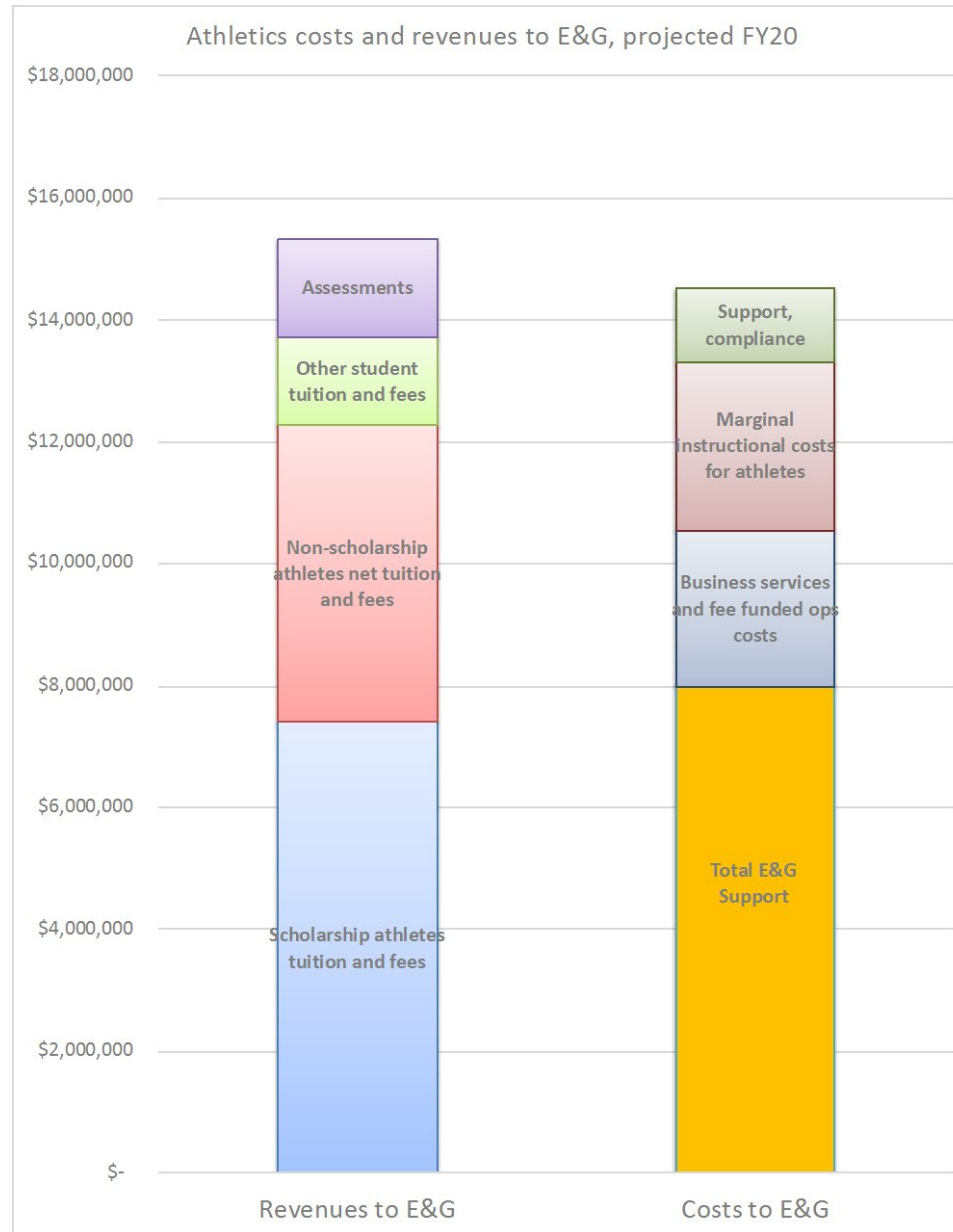 Athletics costs and revenues to E&G, projected FY20
$18,000,000
$16,000,000
$14,000,000
$12,000,000
$10,000,000
$8,000,000
$6,000,000
$4,000,000
$2,000,000
$-
Assessments
Other student
tuition and fees
Non-scholarship
athletes net tuition
and fees
Scholarship athletes
tuition and fees
Support,
compliance
Marginal
instructional costs
for athletes
Business services
and fee funded ops
costs
Total E&G
Support
Revenues to E&G
Costs to E&G